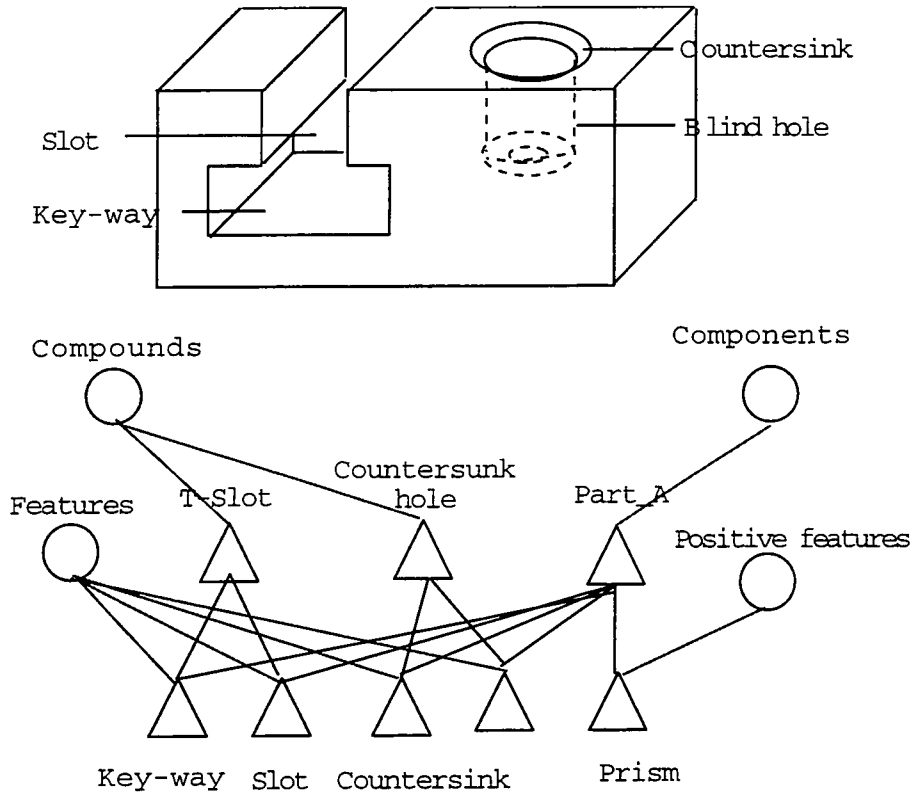 Countersink
Slot
Blind hole
Key-way
Compounds
Components
Countersunk
hole
T-Slot
Part_A
Features
Positive features
Key-way
Slot
Countersink
Prism